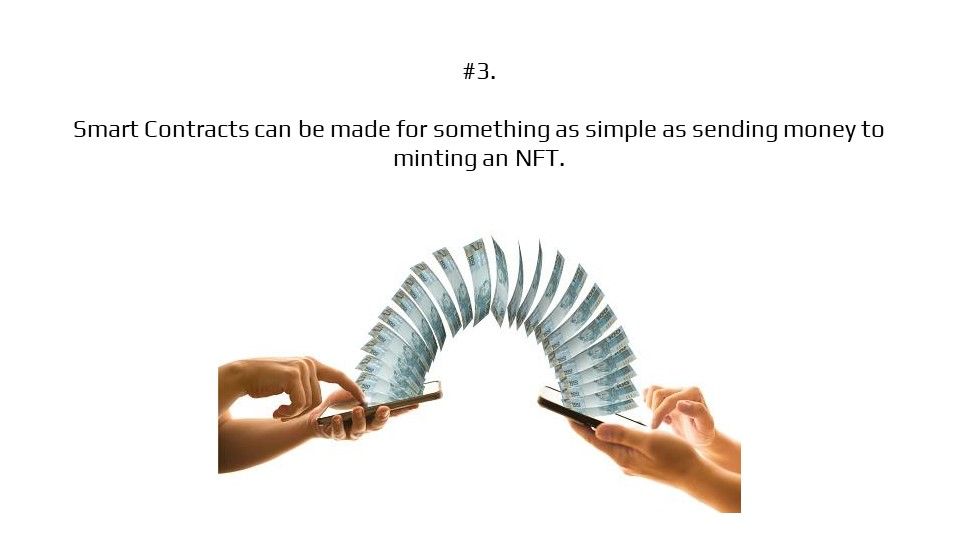 #3.
Smart Contracts can be made for something as simple as sending money to
minting an NFT.